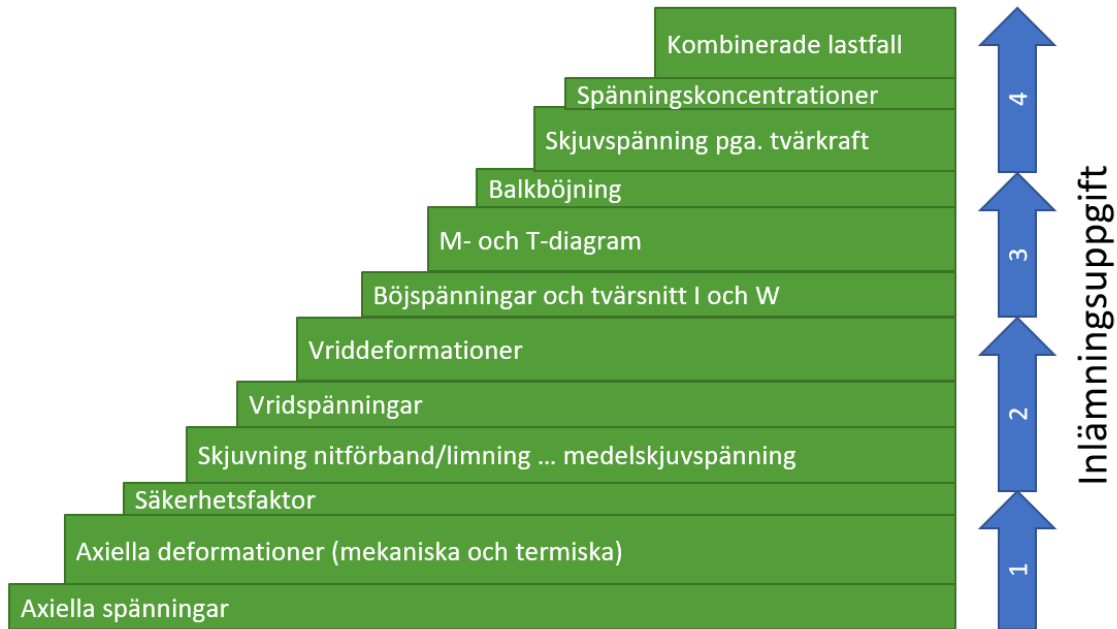 Kombinerade lastfall
Spänningskoncentrationer
Skjuvspänning pga. tvärkraft
Balkböjning
M- och T-diagram
Böjspänningar och tvärsnitt I och W
Vriddeformationer
Vridspänningar
Skjuvning nitförband/limning ... medelskjuvspänning
Säkerhetsfaktor
Axiella deformationer (mekaniska och termiska)
Axiella spänningar
4
3
2
1
Inlämningsuppgift